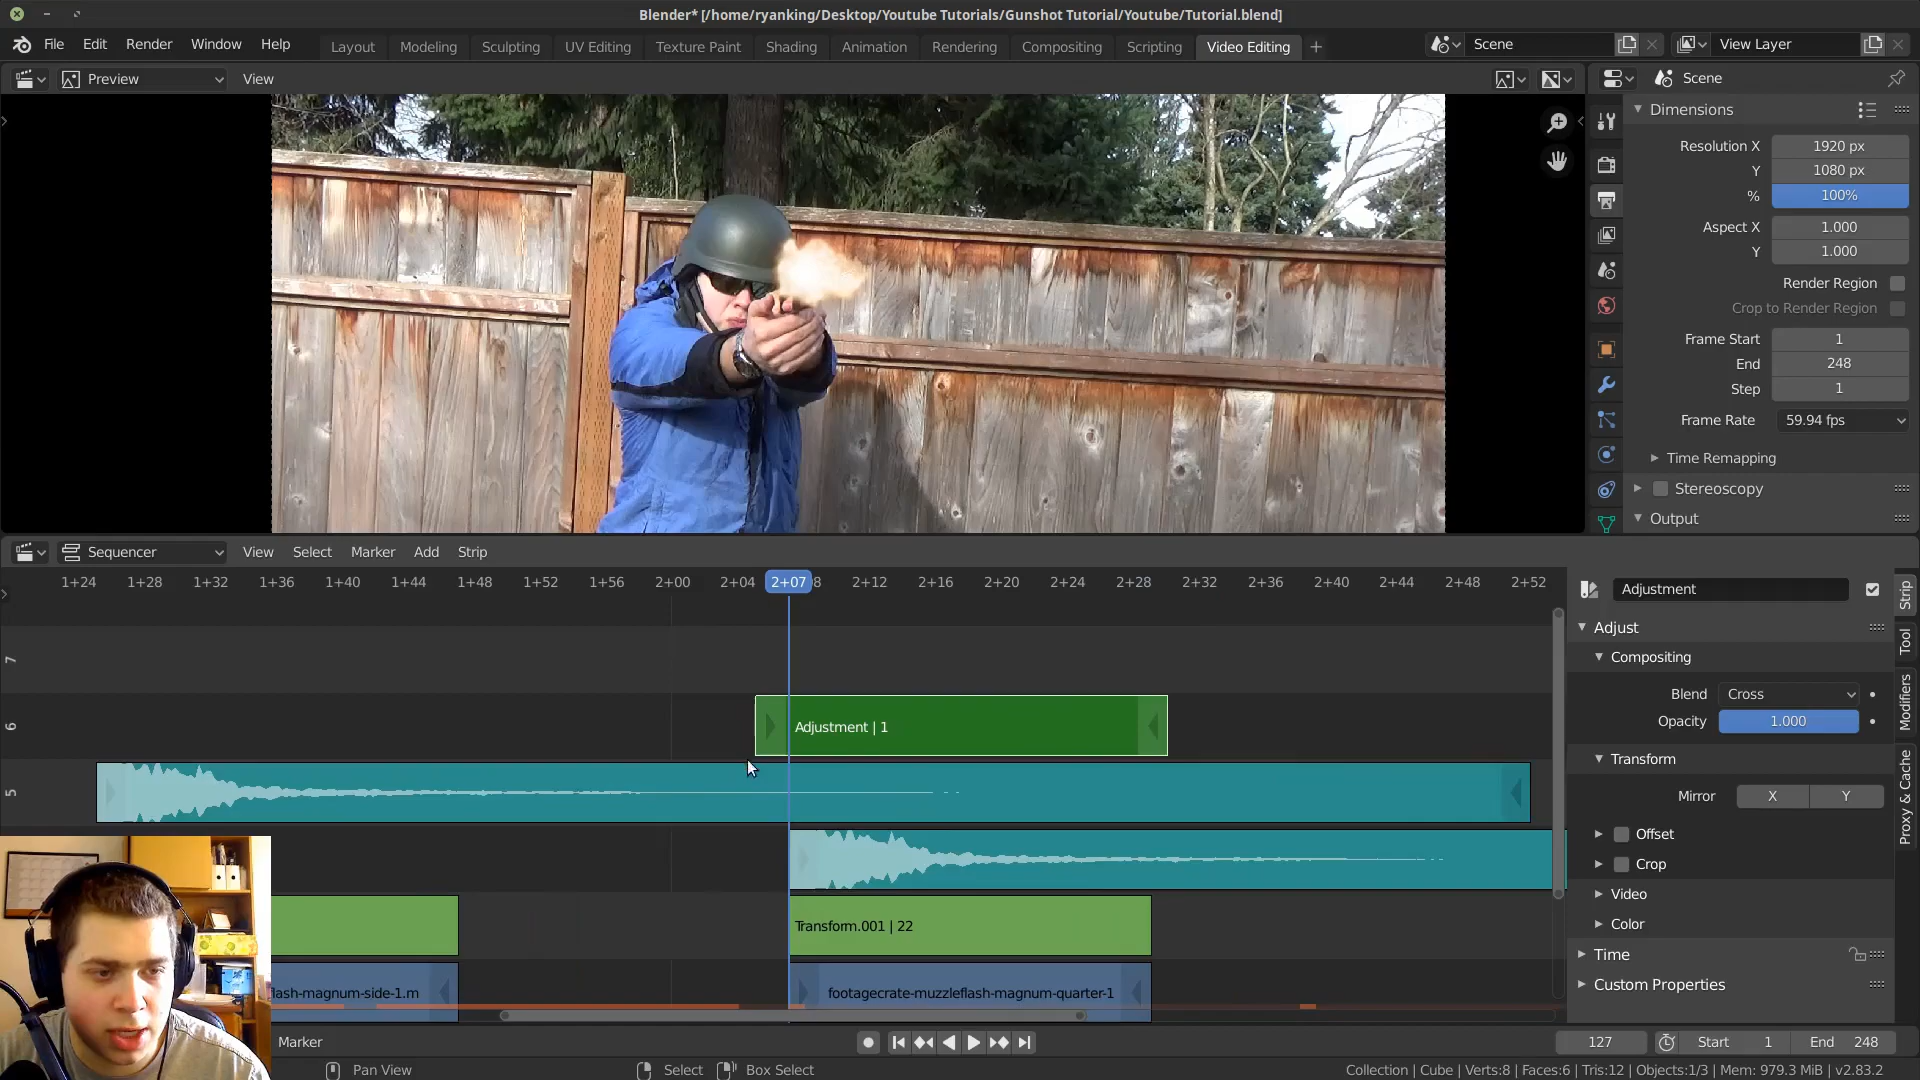 Blender* [/home/ryanking/Desktop/Youtube Tutorials/Gunshot Tutorial/Youtube/Tutorial.blend]
File Edit Render Window Help Layout Modeling Sculpting UV Editing Texture Paint Shading Animation Rendering Compositing Scripting Video Editing + Scene View Layer
Preview View
Scene
Dimensions
Resolution X 1920 px
Y 1080 px
% 100%
Aspect X 1.000
Y 1.000
Render Region
Crop to Render Region
Frame Start 1
End 248
Step 1
Frame Rate 59.94 fps
Time Remapping
Stereoscopy
Output
Sequencer View Select Marker Add Strip
1+24 1+28 1+32 1+36 1+40 1+44 1+48 1+52 1+56 2+00 2+04 2+07 8 2+12 2+16 2+20 2+24 2+28 2+32 2+36 2+40 2+44 2+48 2+52
7
6
5
Adjustment | 1
Transform.001 | 22
lash-magnum-side-1.m
footagecrate-muzzleflash-magnum-quarter-1
Adjustment
Adjust
Compositing
Blend Cross
Opacity 1.000
Transform
Mirror X Y
Offset
Crop
Video
Color
Time
Custom Properties
Strip
Tool
Modifiers
Proxy & Cache
Marker
127 Start 1 End 248
Pan View Select Box Select
Collection | Cube | Verts:8 | Faces:6 | Tris:12 | Objects:1/3 | Mem: 979.3 MiB | v2.83.2